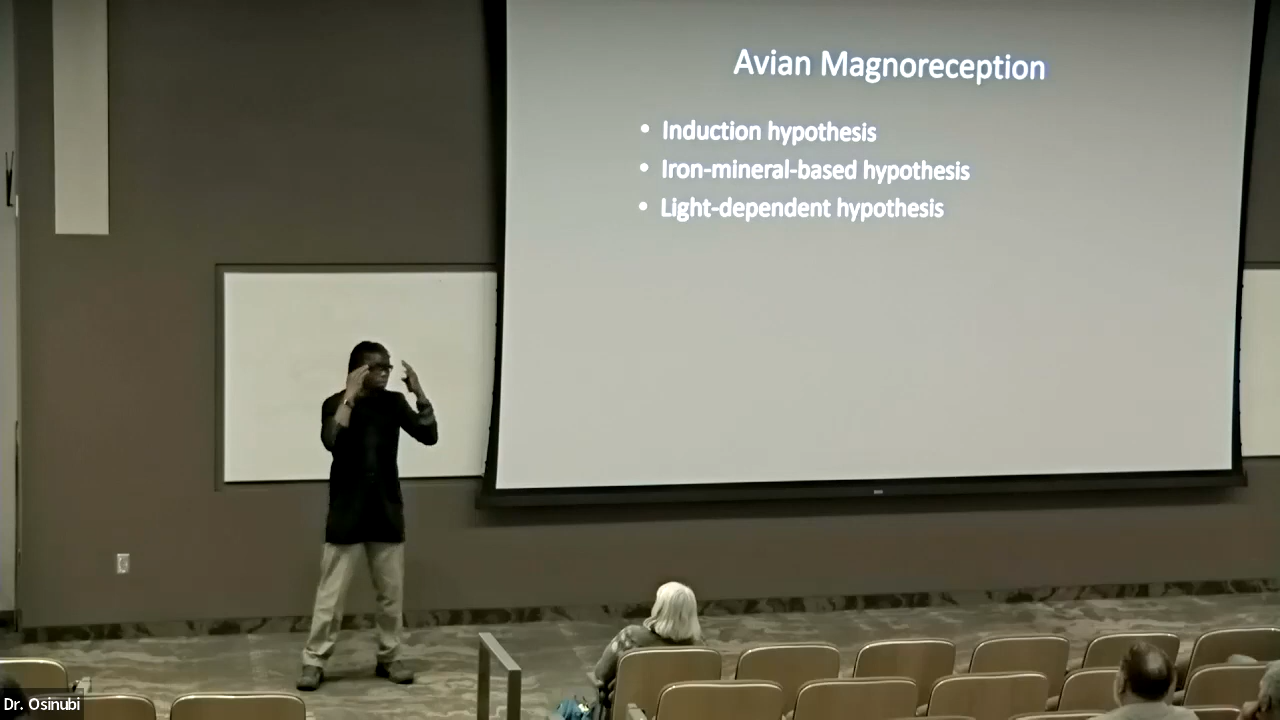 Avian Magnoreception
• Induction hypothesis
• Iron-mineral-based hypothesis
• Light-dependent hypothesis
Dr. Osinubi